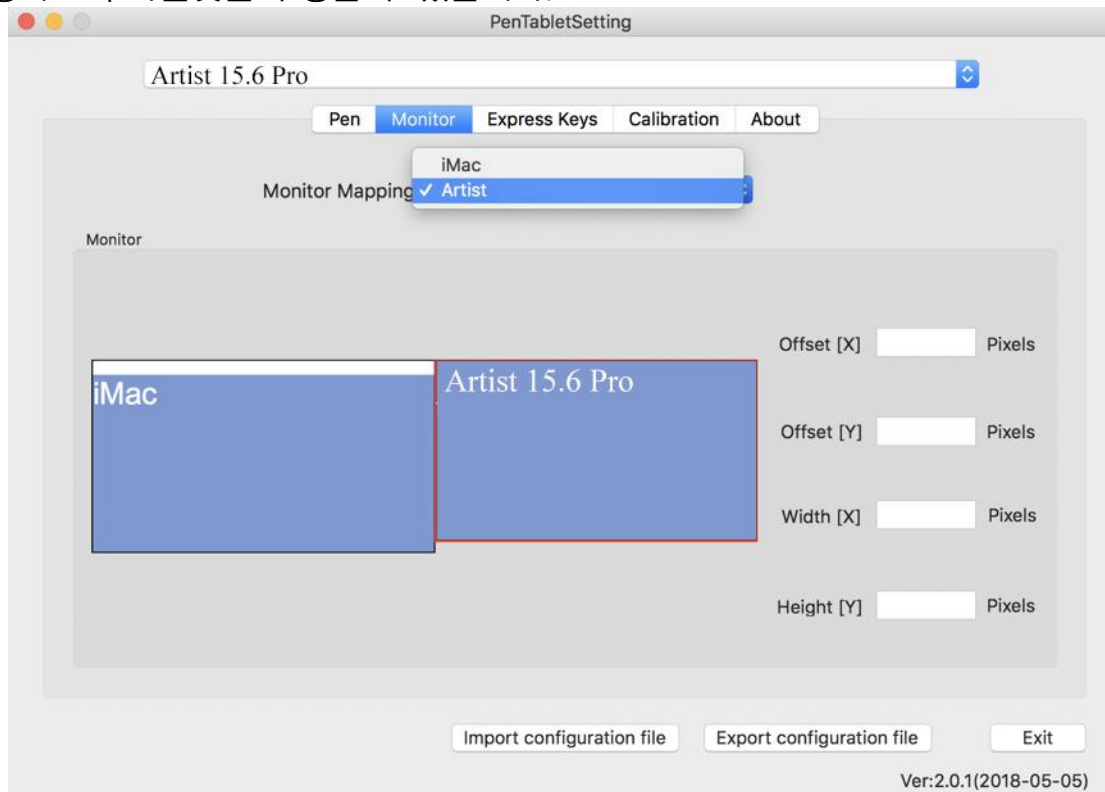 PenTabletSetting
Artist 15.6 Pro
Pen Monitor Express Keys Calibration About
iMac
Monitor Mapping ✓ Artist
Monitor
Offset [X] Pixels
iMac
Artist 15.6 Pro
Offset [Y] Pixels
Width [X] Pixels
Height [Y] Pixels
Import configuration file Export configuration file Exit
Ver:2.0.1(2018-05-05)